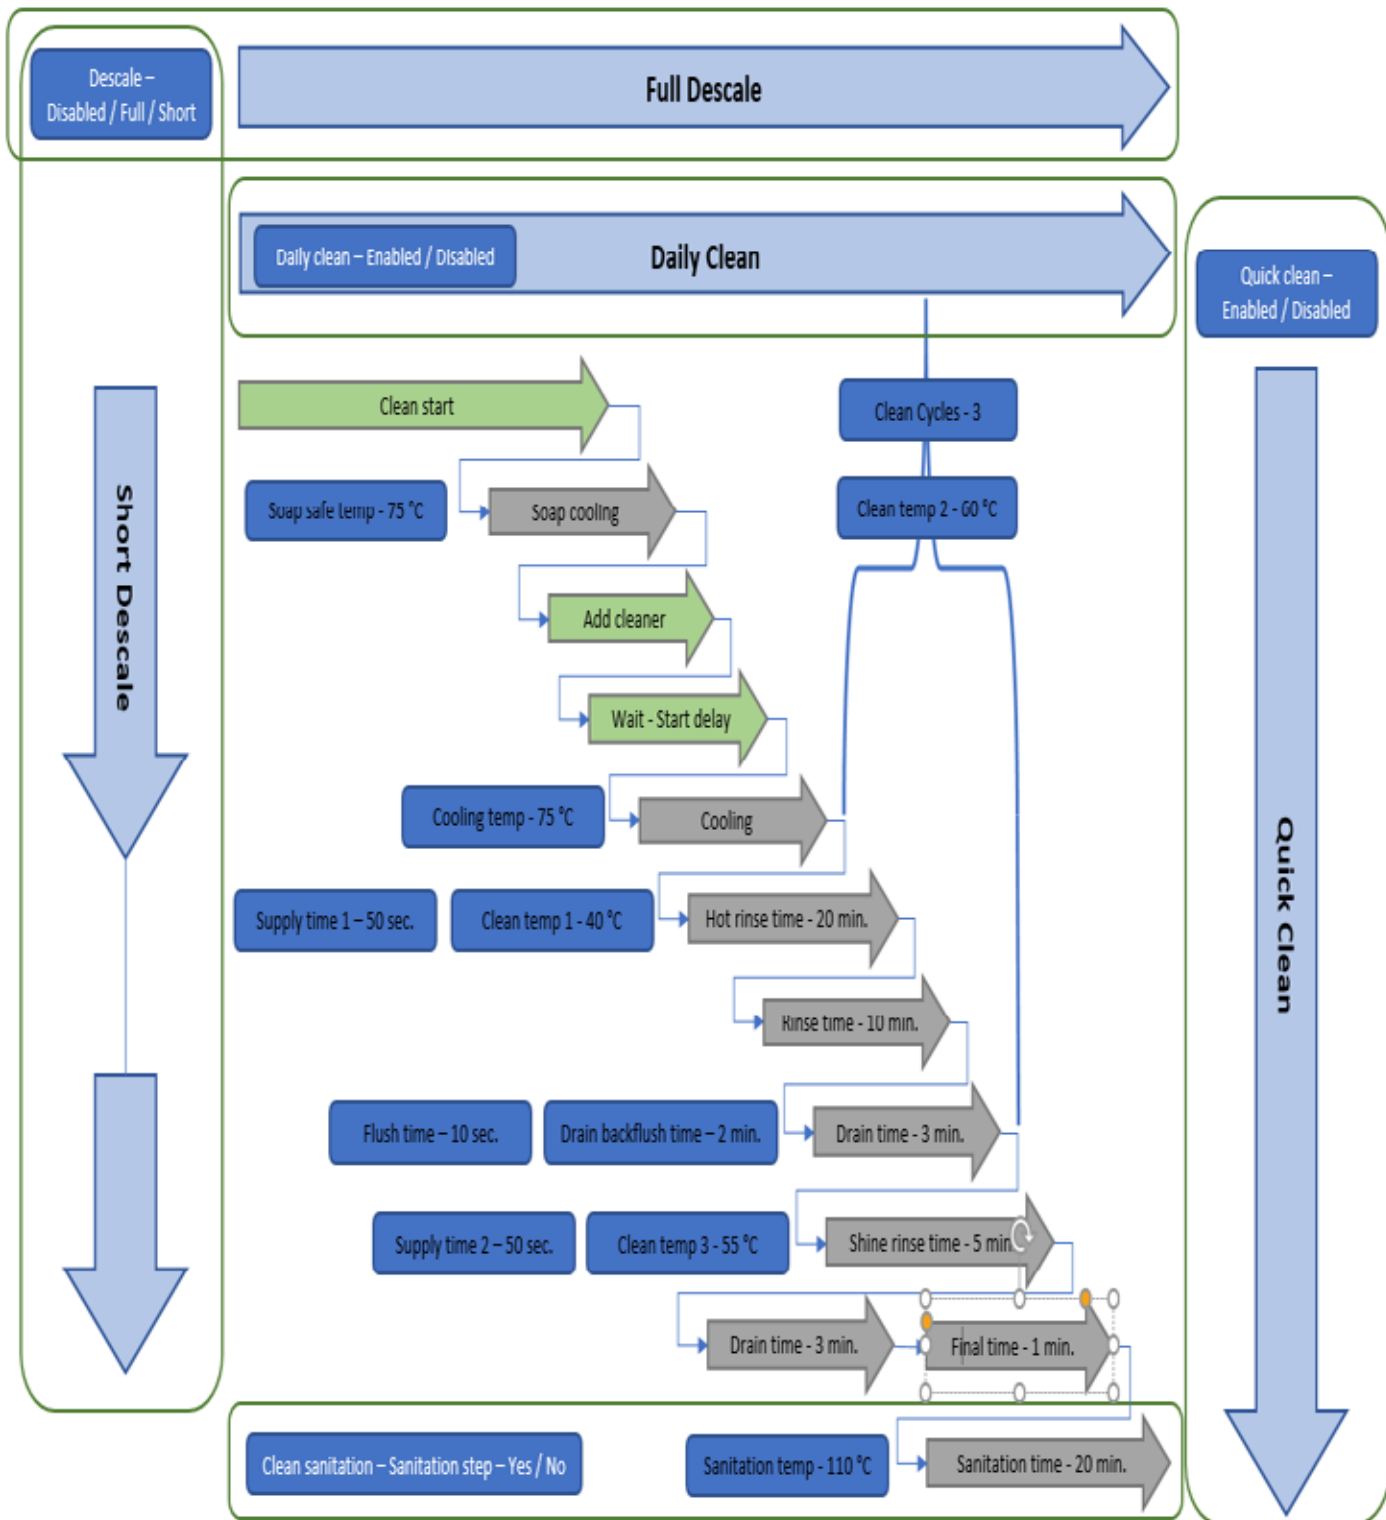 Descale –
Disabled / Full / Short
Full Descale
Daily clean – Enabled / Disabled
Daily Clean
Quick clean –
Enabled / Disabled
Clean start
Clean Cycles - 3
Soap safe temp - 75 °C
Soap cooling
Clean temp 2 - 60 °C
Short Descale
Add cleaner
Wait - Start delay
Cooling temp - 75 °C
Cooling
Quick Clean
Supply time 1 – 50 sec.
Clean temp 1 - 40 °C
Hot rinse time - 20 min.
Rinse time - 10 min.
Flush time – 10 sec.
Drain backflush time – 2 min.
Drain time - 3 min.
Supply time 2 – 50 sec.
Clean temp 3 - 55 °C
Shine rinse time - 5 min
Drain time - 3 min.
Final time - 1 min.
Clean sanitation – Sanitation step – Yes / No
Sanitation temp - 110 °C
Sanitation time - 20 min.